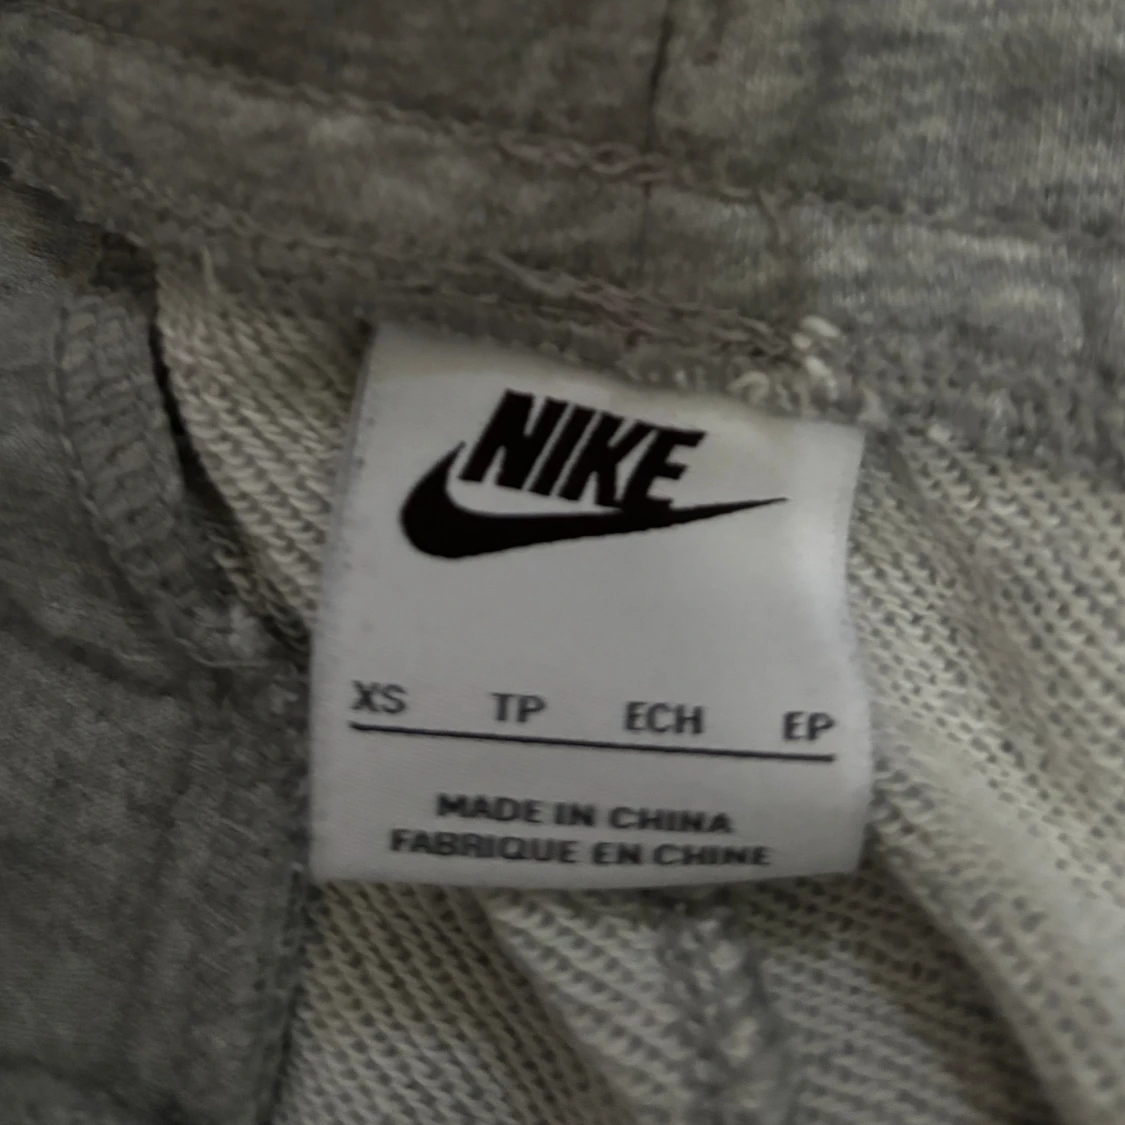 NIKE
XS TP ECH EP
MADE IN CHINA
FABRIQUE EN CHINE